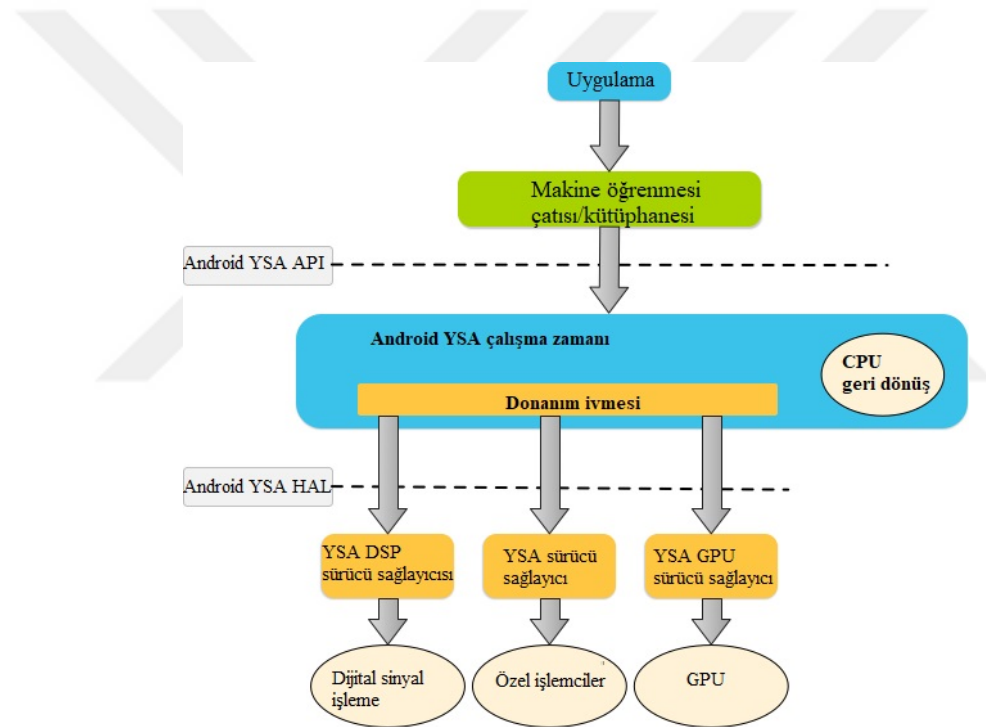 Uygulama
Makine öğrenmesi
çatısı/kütüphanesi
Android YSA API
Android YSA çalışma zamanı
CPU
geri dönüş
Donanım ivmesi
Android YSA HAL
YSA DSP
sürücü sağlayıcısı
YSA sürücü
sağlayıcı
YSA GPU
sürücü sağlayıcı
Dijital sinyal
işleme
Özel işlemciler
GPU